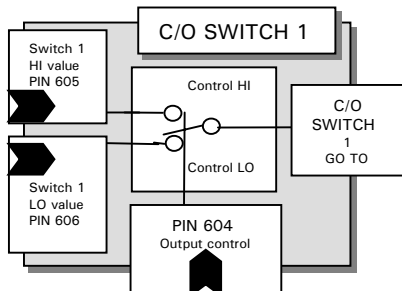 C/O SWITCH 1
Switch 1
HI value
PIN 605
Control HI
C/O
SWITCH
1
GO TO
Control LO
Switch 1
LO value
PIN 606
PIN 604
Output control